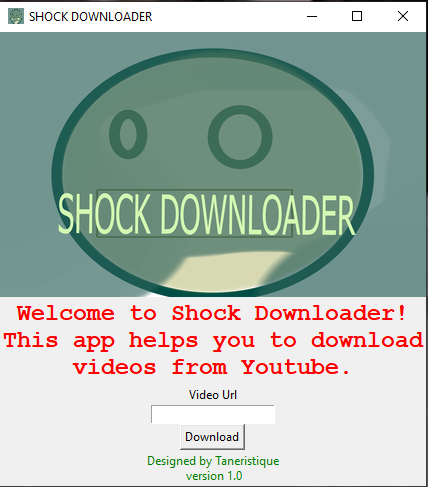 SHOCK DOWNLOADER
SHOCK DOWNLOADER
Welcome to Shock Downloader!
This app helps you to download
videos from Youtube.
Video Url
Download
Designed by Taneristique
version 1.0